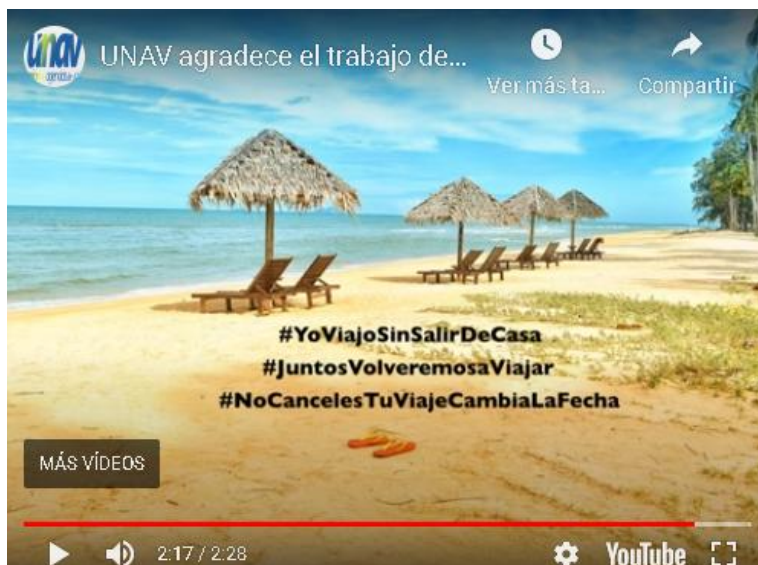 unav
UNAV agradece el trabajo de...
Ver más ta...
Compartir
#YoViajoSinSalirDeCasa
#JuntosVolveremosaViajar
#NoCancelesTuViajeCambiaLaFecha
MÁS VÍDEOS
2:17 / 2:28
YouTube